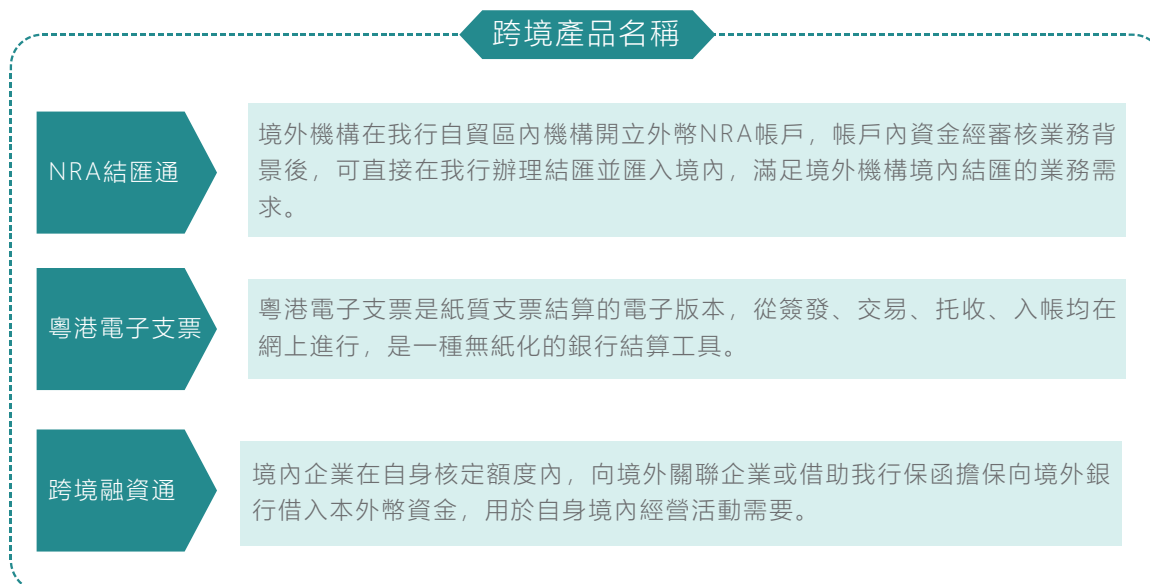 跨境產品名稱
NRA結匯通
境外機構在我行自貿區內機構開立外幣NRA帳戶，帳戶內資金經審核業務背
景後，可直接在我行辦理結匯並匯入境內，滿足境外機構境內結匯的業務需
求。
粵港電子支票
粵港電子支票是紙質支票結算的電子版本，從簽發、交易、托收、入帳均在
網上進行，是一種無紙化的銀行結算工具。
跨境融資通
境內企業在自身核定額度內，向境外關聯企業或借助我行保函擔保向境外銀
行借入本外幣資金，用於自身境內經營活動需要。